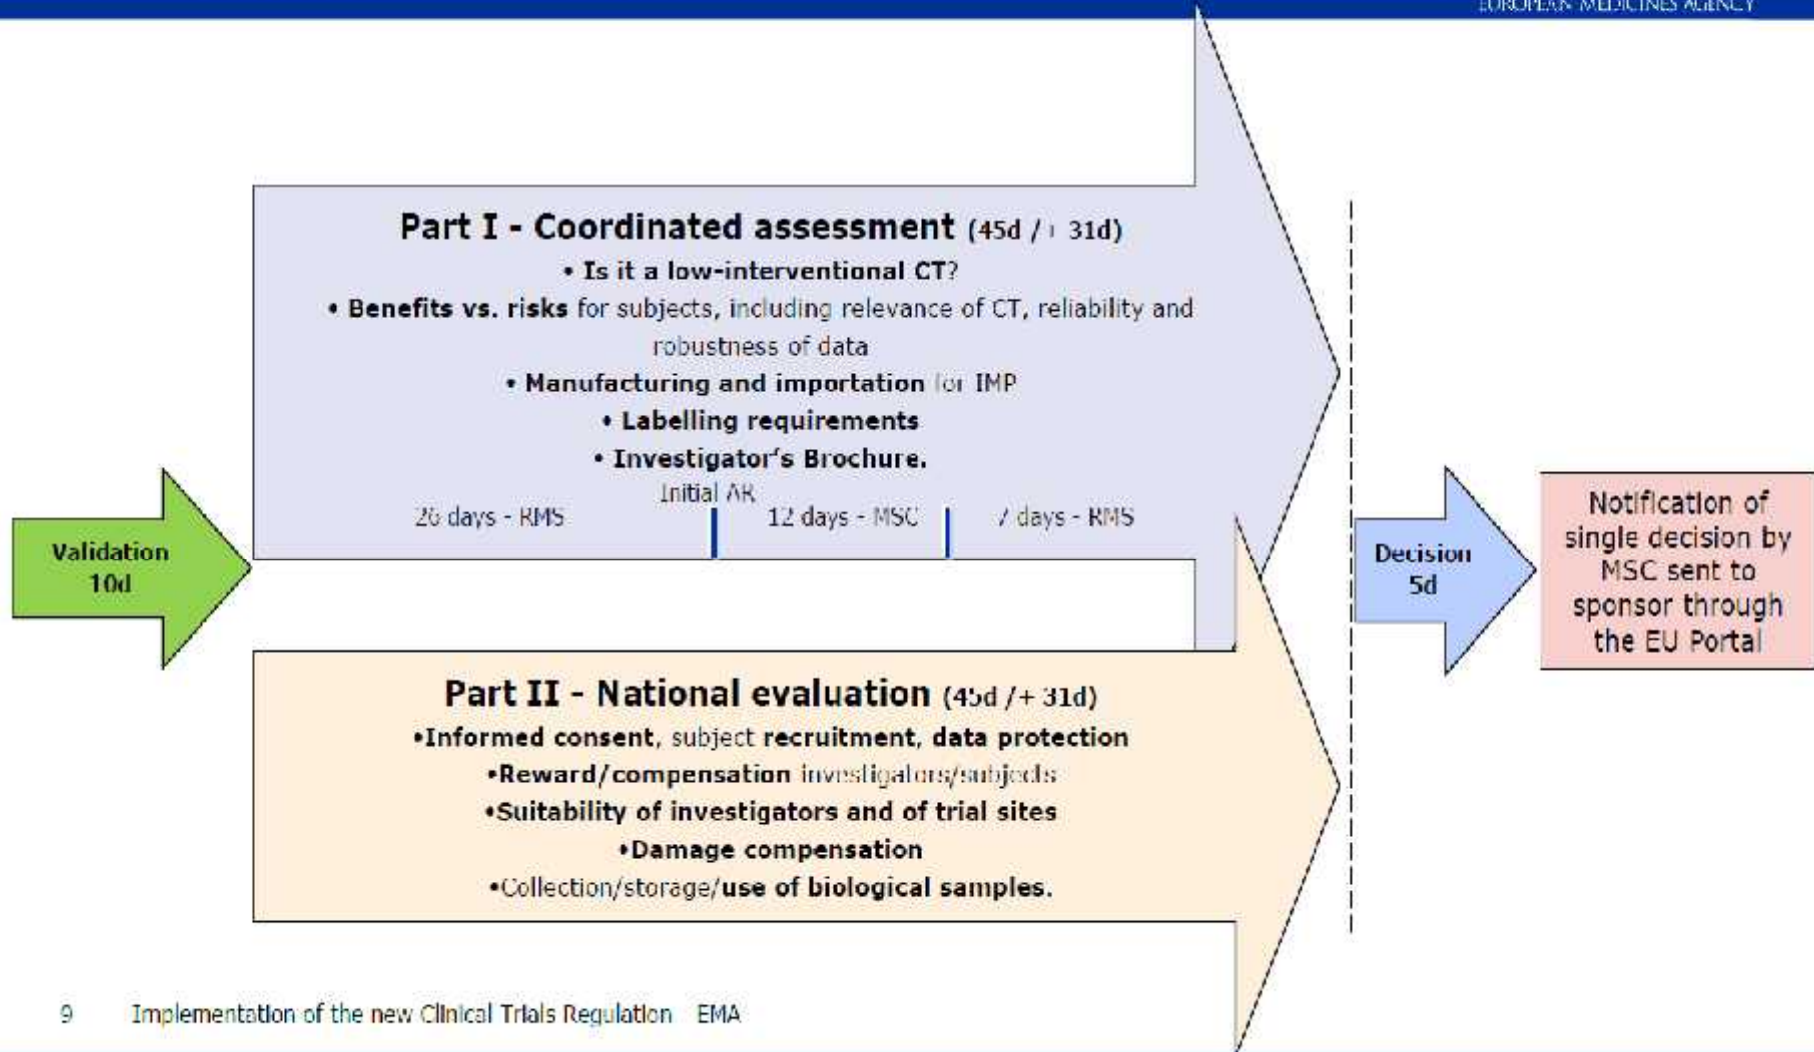 EUROPEAN MEDICINES AGENCY
Part I - Coordinated assessment (45d / + 31d)
• Is it a low-interventional CT?
• Benefits vs. risks for subjects, including relevance of CT, reliability and
robustness of data
• Manufacturing and importation for IMP
• Labelling requirements
• Investigator's Brochure.
Initial AR
26 days - RMS
12 days - MSC
7 days - RMS
Validation
10d
Part II - National evaluation (45d /+ 31d)
•Informed consent, subject recruitment, data protection
•Reward/compensation investigators/subjects
•Suitability of investigators and of trial sites
•Damage compensation
•Collection/storage/use of biological samples.
Decision
5d
Notification of
single decision by
MSC sent to
sponsor through
the EU Portal
9 Implementation of the new Clinical Trials Regulation EMA